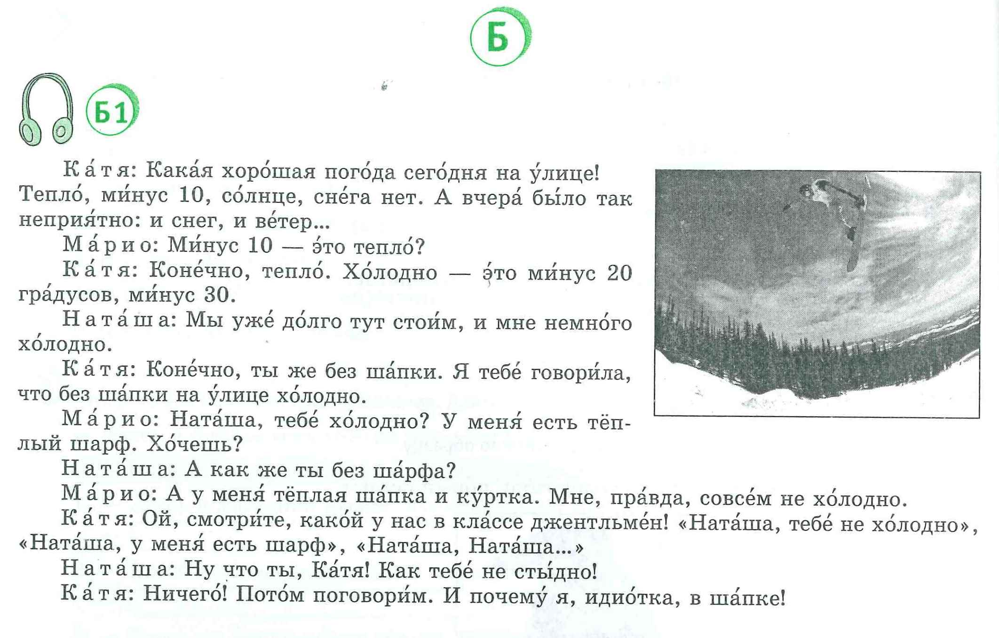 Б
Б1
Ка́тя: Кака́я хоро́шая пого́да сего́дня на у́лице!
Тепло́, ми́нус 10, со́лнце, сне́га нет. А вчера́ бы́ло так
неприя́тно: и снег, и ве́тер...
Ма́рио: Ми́нус 10 — э́то тепло́?
Ка́тя: Коне́чно, тепло́. Хо́лодно — э́то ми́нус 20
гра́дусов, ми́нус 30.
Ната́ша: Мы уже́ до́лго тут стои́м, и мне немно́го
хо́лодно.
Ка́тя: Коне́чно, ты же без ша́пки. Я тебе́ говори́ла,
что без ша́пки на у́лице хо́лодно.
Ма́рио: Ната́ша, тебе́ хо́лодно? У меня́ есть тёп-
лый шарф. Хо́чешь?
Ната́ша: А как же ты без ша́рфа?
Ма́рио: А у меня́ тёплая ша́пка и ку́ртка. Мне, пра́вда, совсе́м не хо́лодно.
Ка́тя: Ой, смотри́те, како́й у нас в кла́ссе джентльме́н! «Ната́ша, тебе́ не хо́лодно»,
«Ната́ша, у меня́ есть шарф», «Ната́ша, Ната́ша...»
Ната́ша: Ну что ты, Ка́тя! Как тебе́ не сты́дно!
Ка́тя: Ничего́! Пото́м поговори́м. И почему́ я, идио́тка, в ша́пке!